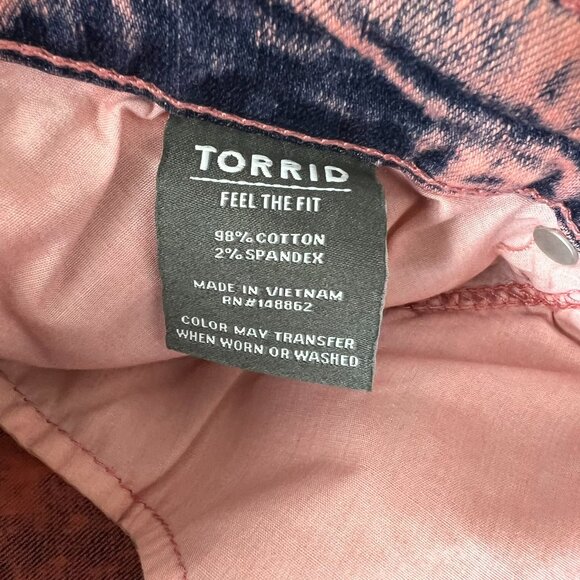 TORRID
FEEL THE FIT
98% COTTON
2% SPANDEX
MADE IN VIETNAM
RN#148862
COLOR MAY TRANSFER
WHEN WORN OR WASHED